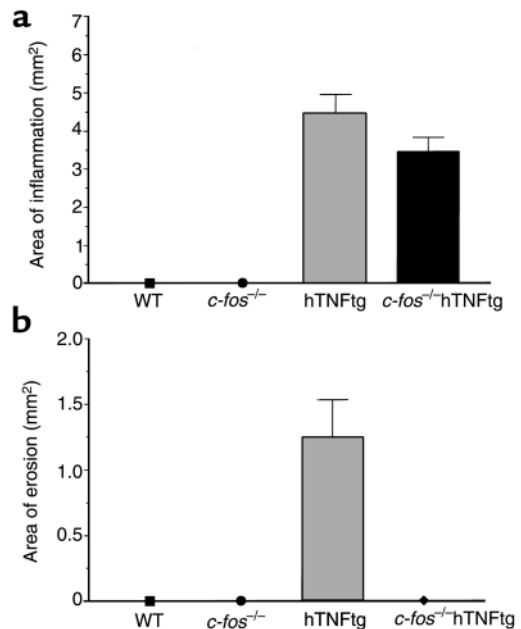 a
Area of inflammation (mm²)
7
6
5
4
3
2
1
0
WT c-fos⁻/⁻ hTNFtg c-fos⁻/⁻hTNFtg
b
Area of erosion (mm²)
2.0
1.5
1.0
0.5
0
WT c-fos⁻/⁻ hTNFtg c-fos⁻/⁻hTNFtg